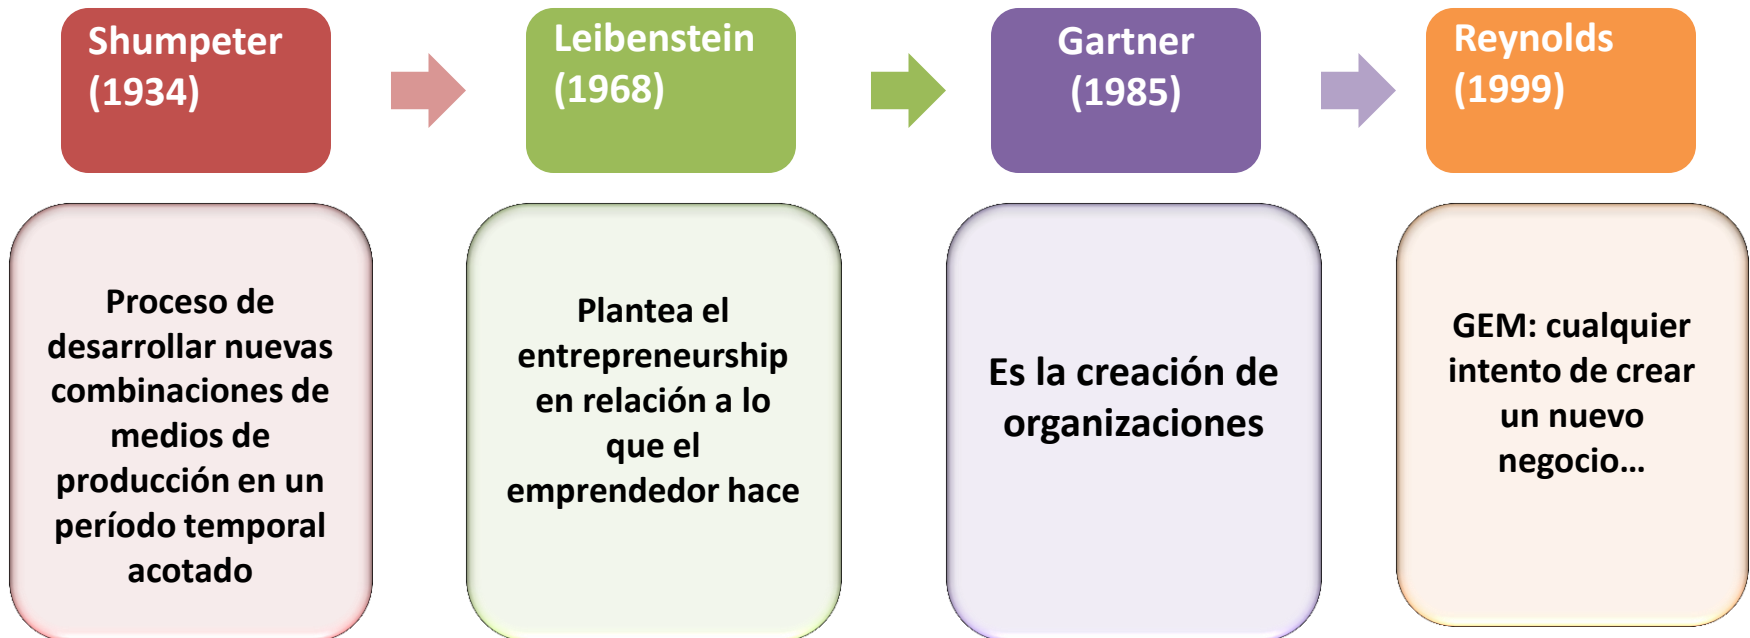 Shumpeter
(1934)
Leibenstein
(1968)
Gartner
(1985)
Reynolds
(1999)
Proceso de
desarrollar nuevas
combinaciones de
medios de
producción en un
período temporal
acotado
Plantea el
entrepreneurship
en relación a lo
que el
emprendedor hace
Es la creación de
organizaciones
GEM: cualquier
intento de crear
un nuevo
negocio…